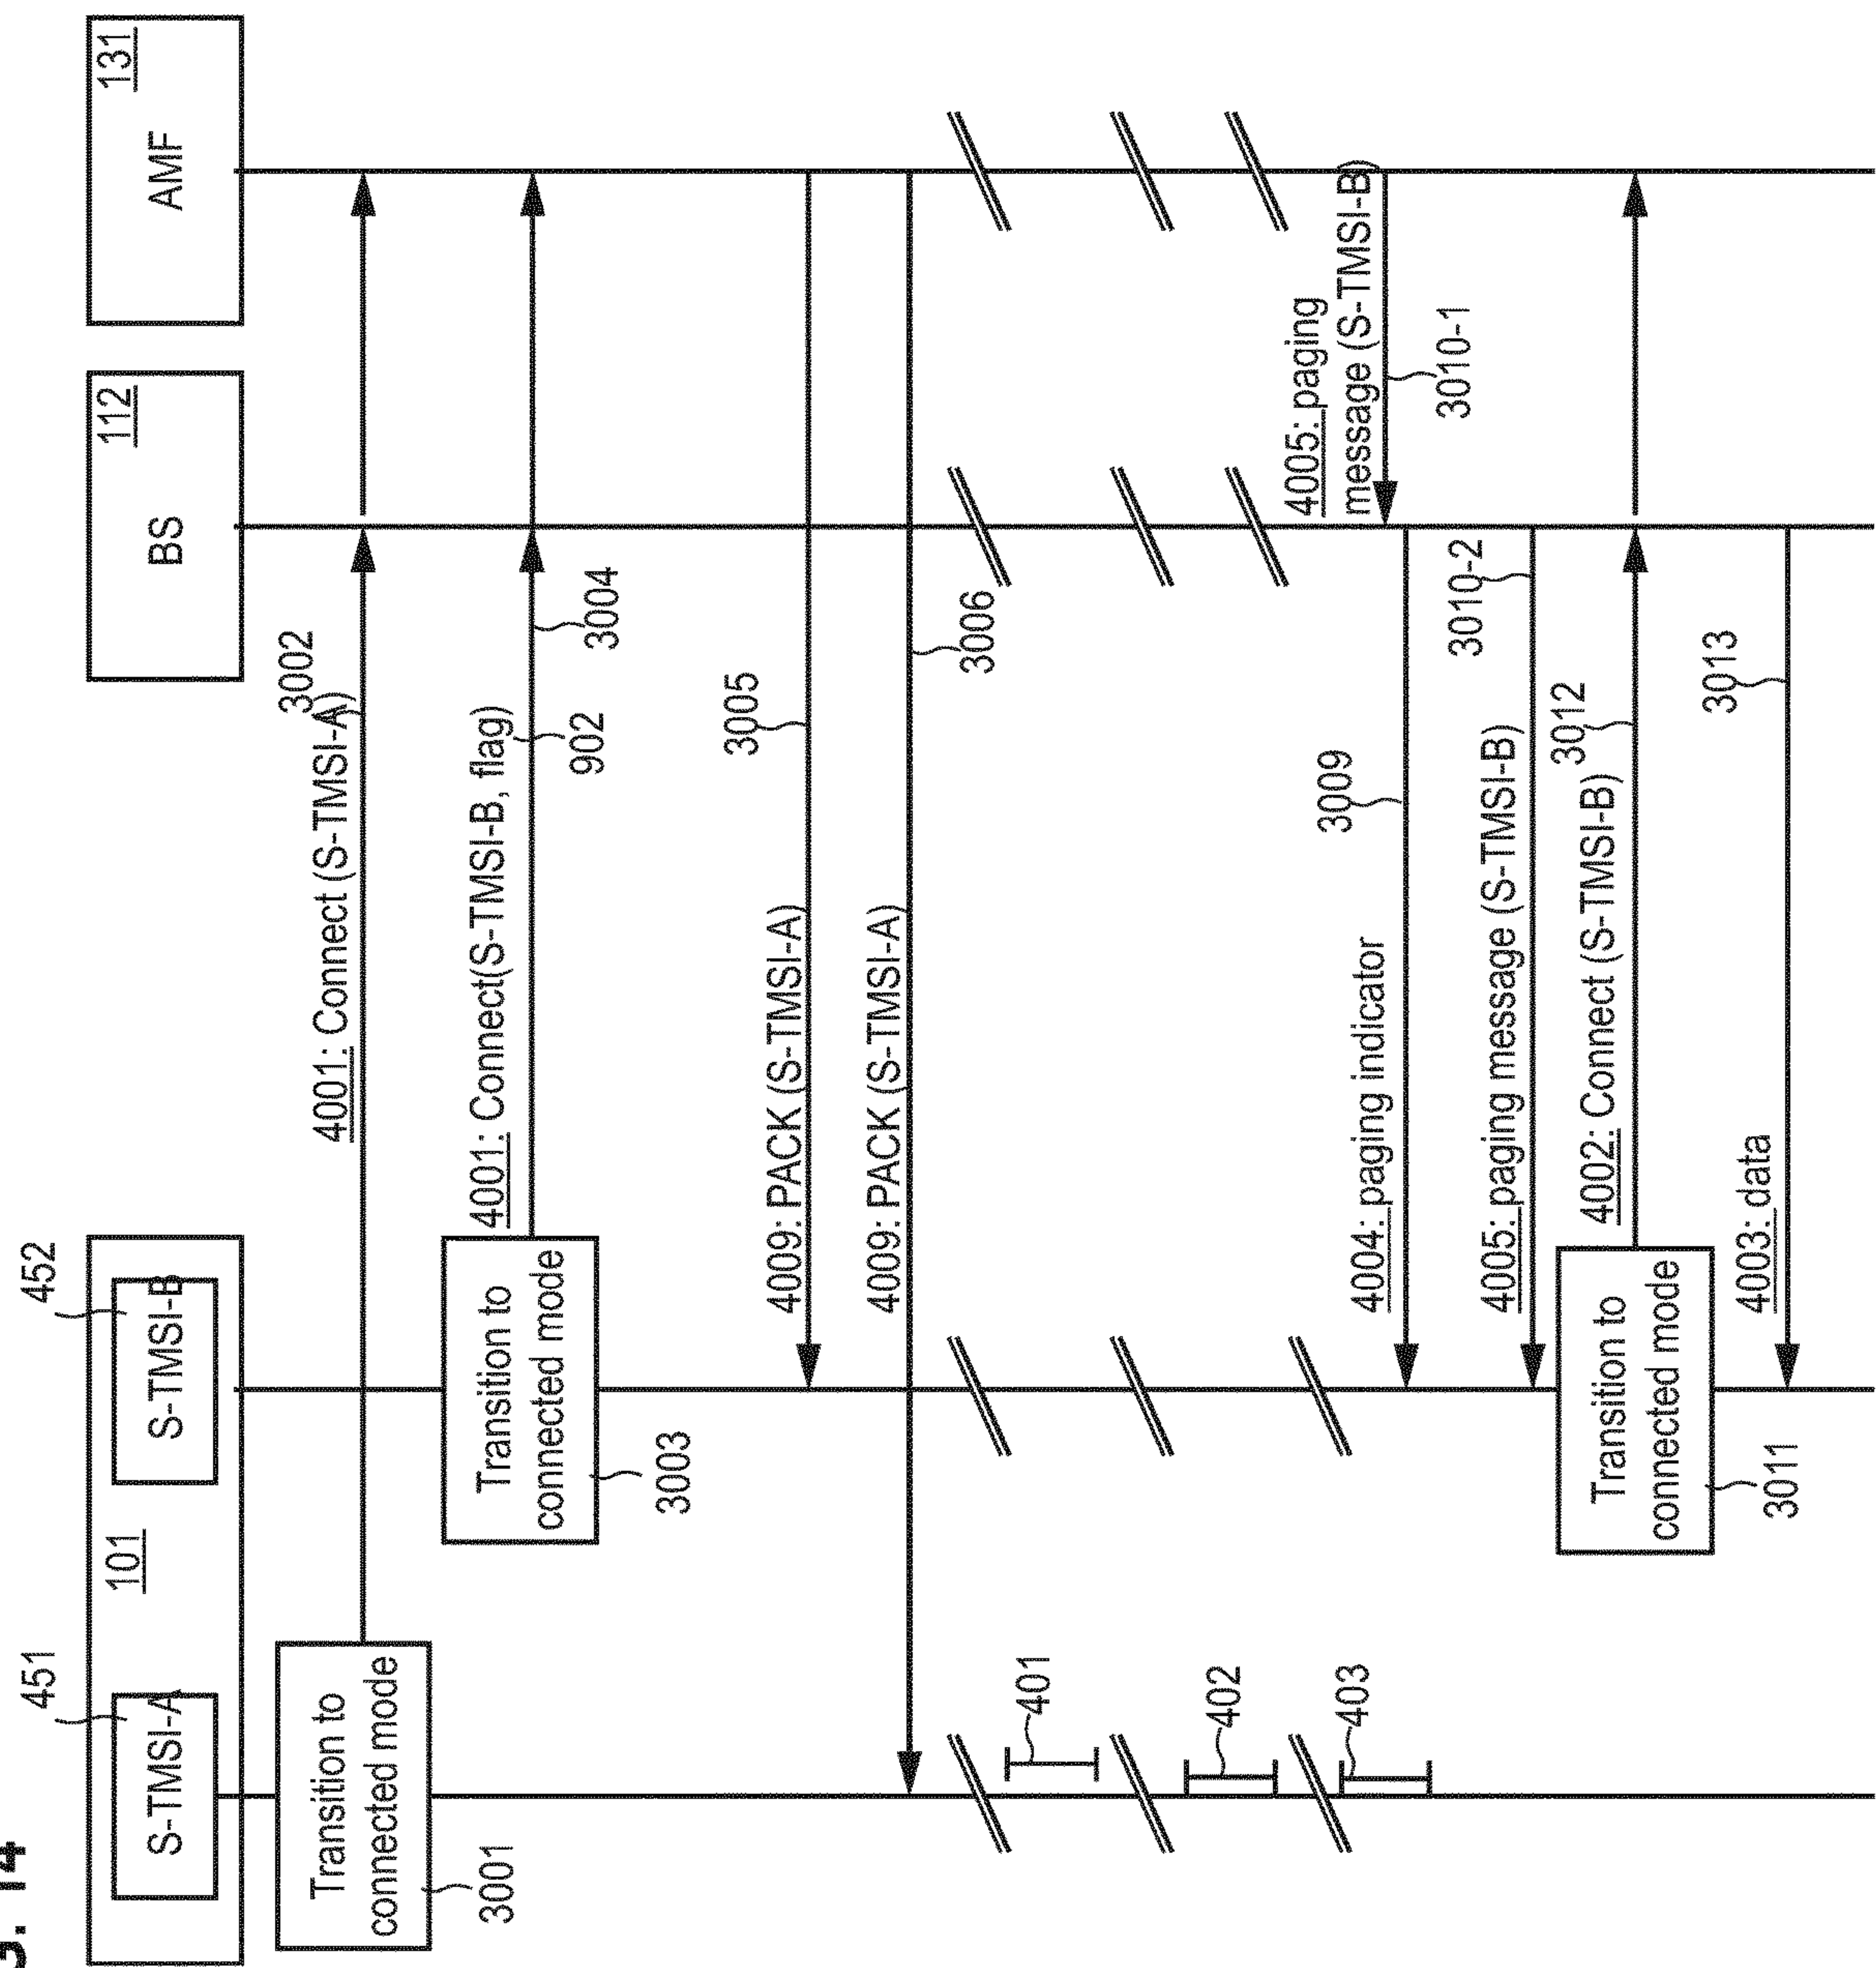 G. 14
101
451
S-TMSI-A
452
S-TMSI-B
BS
112
AMF
131
Transition to
connected mode
3001
4001: Connect (S-TMSI-A)
3002
Transition to
connected mode
3003
4001: Connect(S-TMSI-B, flag)
902
3004
4009: PACK (S-TMSI-A)
3005
4009: PACK (S-TMSI-A)
3006
401
402
403
4005: paging
message (S-TMSI-B)
3010-1
4004: paging indicator
3009
4005: paging message (S-TMSI-B)
3010-2
Transition to
connected mode
3011
4002: Connect (S-TMSI-B)
3012
4003: data
3013